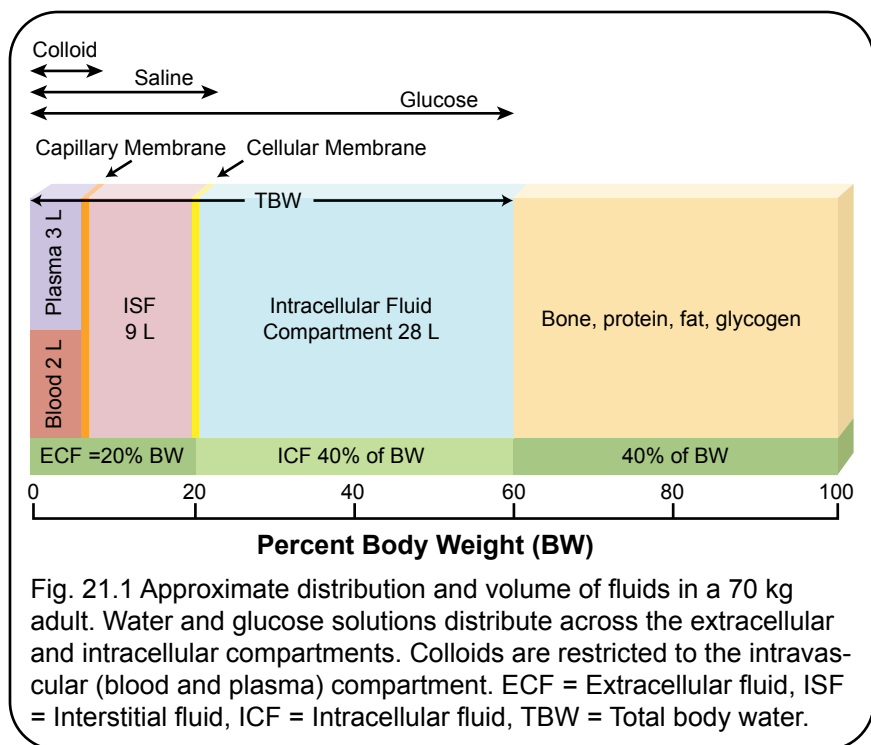 Colloid
Saline
Glucose
Capillary Membrane
Cellular Membrane
TBW
Plasma 3 L
Blood 2 L
ISF
9 L
Intracellular Fluid
Compartment 28 L
Bone, protein, fat, glycogen
ECF =20% BW
ICF 40% of BW
40% of BW
0 20 40 60 80 100
Percent Body Weight (BW)
Fig. 21.1 Approximate distribution and volume of fluids in a 70 kg
adult. Water and glucose solutions distribute across the extracellular
and intracellular compartments. Colloids are restricted to the intravas-
cular (blood and plasma) compartment. ECF = Extracellular fluid, ISF
= Interstitial fluid, ICF = Intracellular fluid, TBW = Total body water.